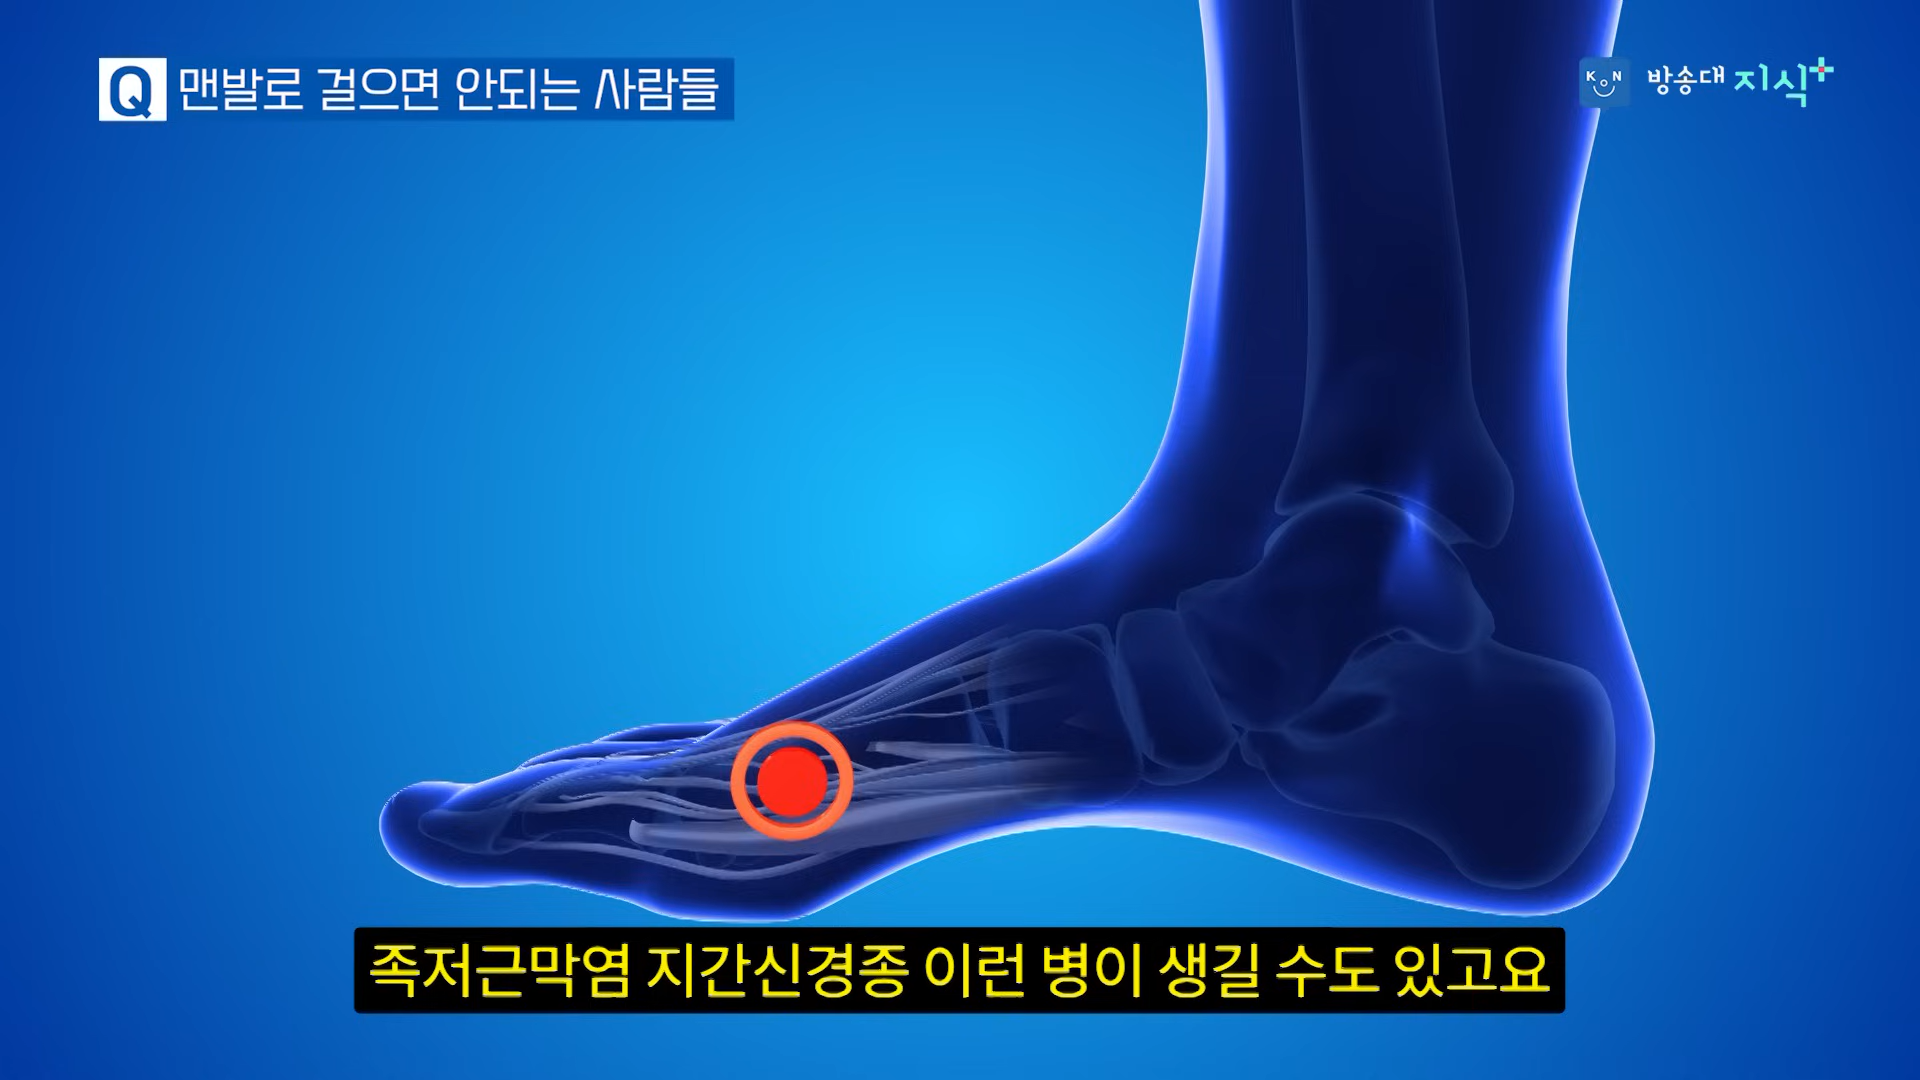 Q 맨발로 걸으면 안되는 사람들
KON 방송대 지식+
족저근막염 지간신경종 이런 병이 생길 수도 있고요